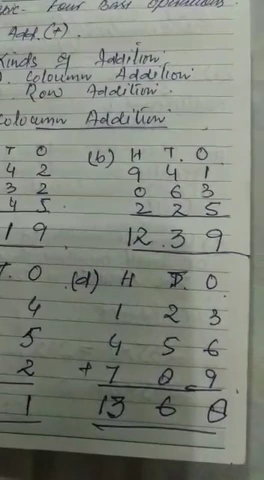 Four Basic Operations.
Add.(+).
Kinds of Addition
Coloumn Addition
Row Addition.
Coloumn Addition
T O (b) H T. O
4 2 9 4 1
3 2 0 6 3
4 5 2 2 5
1 9 12 3 9
T. O (d) H T. O
4 1 2 3
5 4 5 6
2 + 7 0 9
1 13 6 0